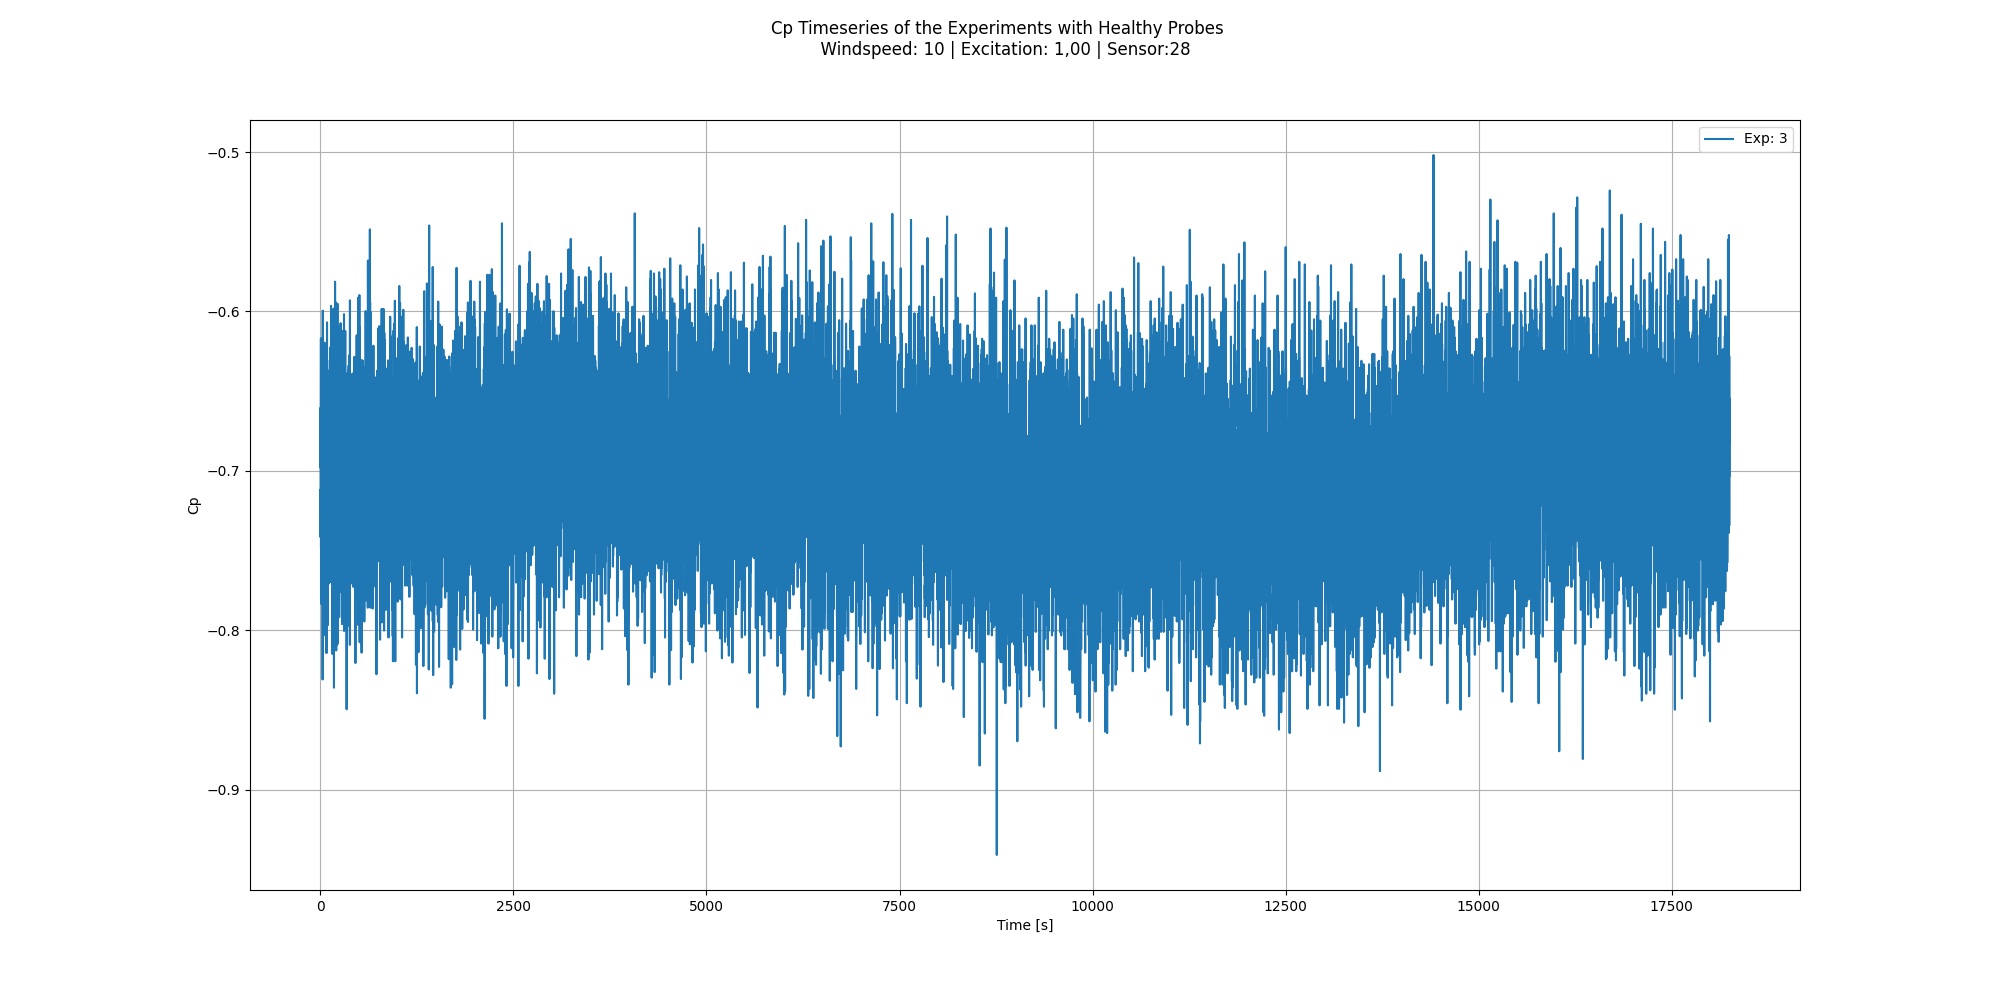 Cp Timeseries of the Experiments with Healthy Probes
Windspeed: 10 | Excitation: 1,00 | Sensor:28
Exp: 3
−0.5
−0.6
−0.7
−0.8
−0.9
Cp
0
2500
5000
7500
10000
12500
15000
17500
Time [s]